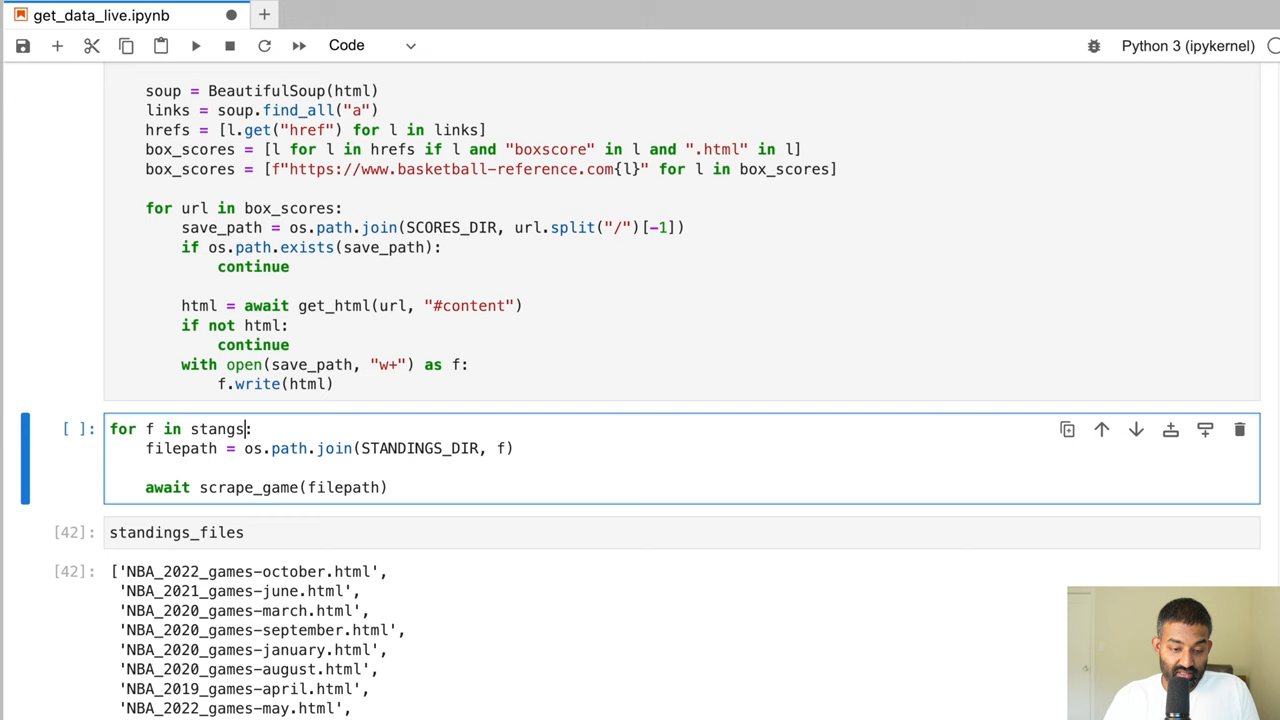 get_data_live.ipynb
Code
Python 3 (ipykernel)
soup = BeautifulSoup(html)
links = soup.find_all("a")
hrefs = [l.get("href") for l in links]
box_scores = [l for l in hrefs if l and "boxscore" in l and ".html" in l]
box_scores = [f"https://www.basketball-reference.com{l}" for l in box_scores]
for url in box_scores:
save_path = os.path.join(SCORES_DIR, url.split("/")[-1])
if os.path.exists(save_path):
continue
html = await get_html(url, "#content")
if not html:
continue
with open(save_path, "w+") as f:
f.write(html)
[ ]: for f in stangs:
filepath = os.path.join(STANDINGS_DIR, f)
await scrape_game(filepath)
[42]: standings_files
[42]: ['NBA_2022_games-october.html',
'NBA_2021_games-june.html',
'NBA_2020_games-march.html',
'NBA_2020_games-september.html',
'NBA_2020_games-january.html',
'NBA_2020_games-august.html',
'NBA_2019_games-april.html',
'NBA_2022_games-may.html',